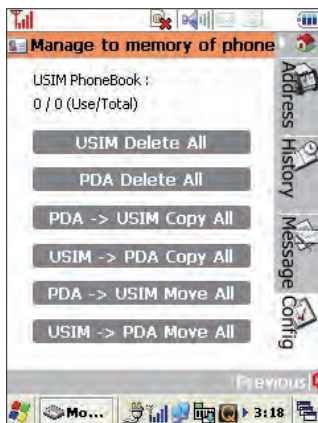 Manage to memory of phone
USIM PhoneBook :
0 / 0 (Use/Total)
USIM Delete All
PDA Delete All
PDA -> USIM Copy All
USIM -> PDA Copy All
PDA -> USIM Move All
USIM -> PDA Move All
Address
History
Message
Config
Previous
Mo...
3:18